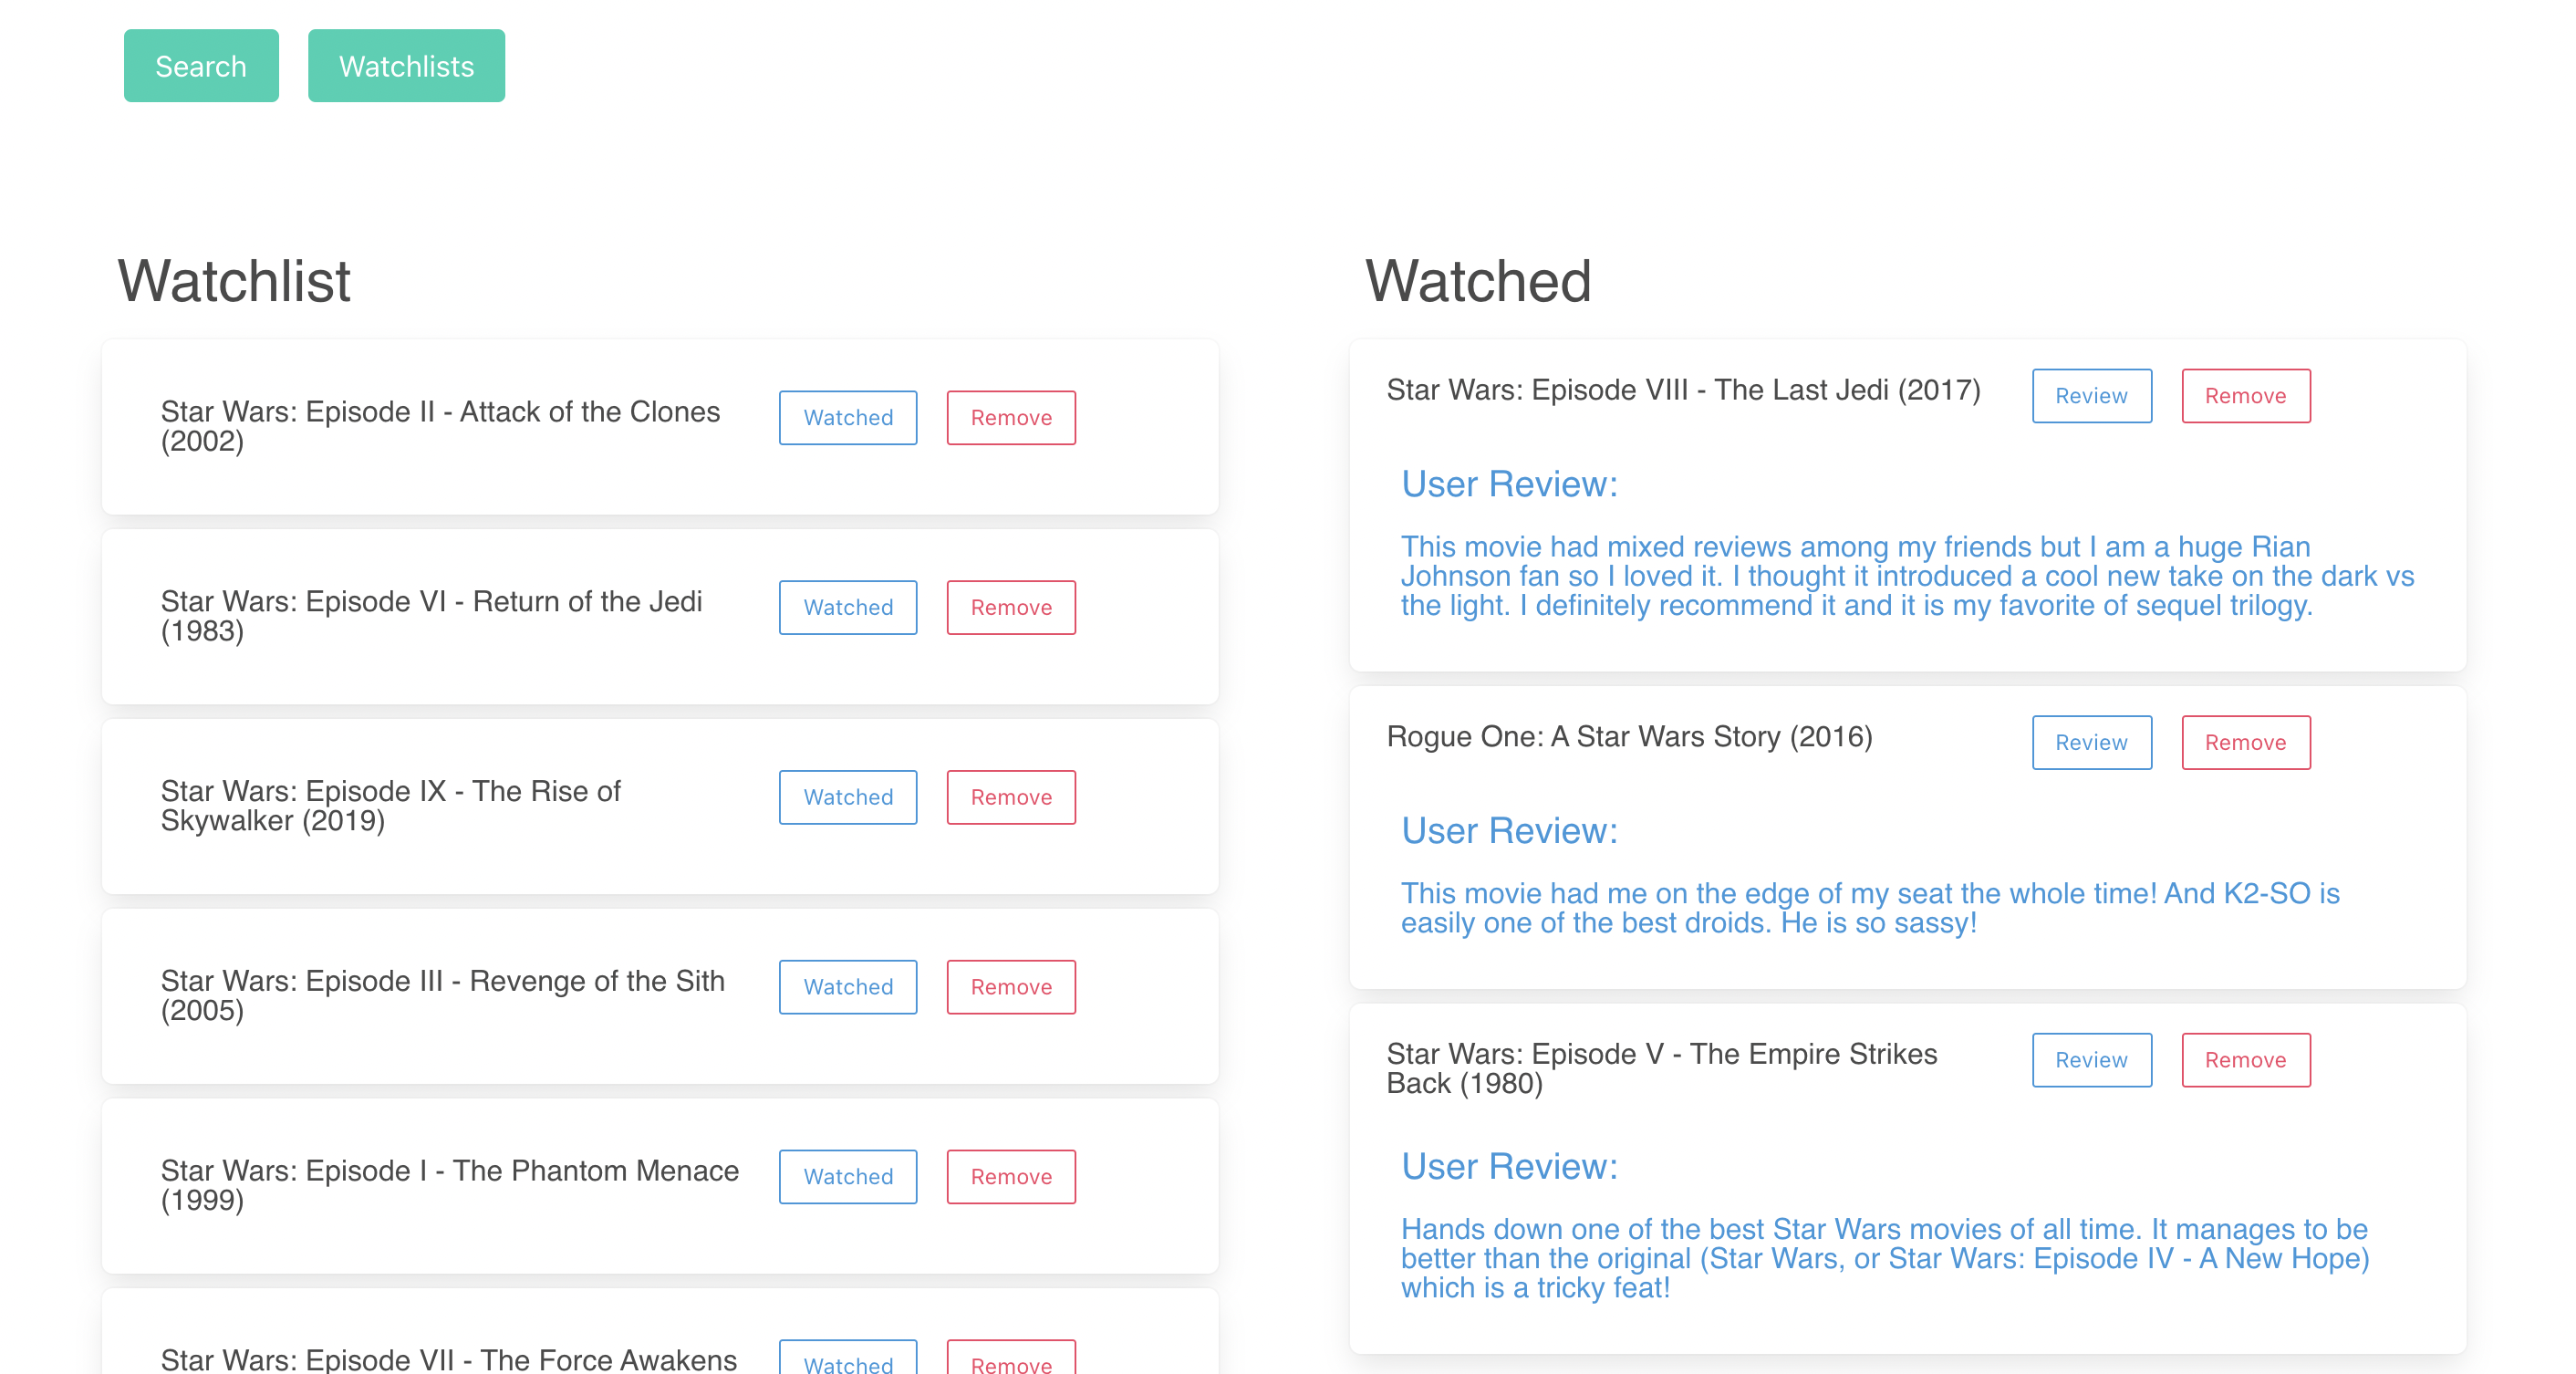 Search Watchlists
Watchlist
Star Wars: Episode II - Attack of the Clones
(2002)
Watched Remove
Star Wars: Episode VI - Return of the Jedi
(1983)
Watched Remove
Star Wars: Episode IX - The Rise of
Skywalker (2019)
Watched Remove
Star Wars: Episode III - Revenge of the Sith
(2005)
Watched Remove
Star Wars: Episode I - The Phantom Menace
(1999)
Watched Remove
Star Wars: Episode VII - The Force Awakens
Watched Remove
Watched
Star Wars: Episode VIII - The Last Jedi (2017)
Review Remove
User Review:
This movie had mixed reviews among my friends but I am a huge Rian
Johnson fan so I loved it. I thought it introduced a cool new take on the dark vs
the light. I definitely recommend it and it is my favorite of sequel trilogy.
Rogue One: A Star Wars Story (2016)
Review Remove
User Review:
This movie had me on the edge of my seat the whole time! And K2-SO is
easily one of the best droids. He is so sassy!
Star Wars: Episode V - The Empire Strikes
Back (1980)
Review Remove
User Review:
Hands down one of the best Star Wars movies of all time. It manages to be
better than the original (Star Wars, or Star Wars: Episode IV - A New Hope)
which is a tricky feat!